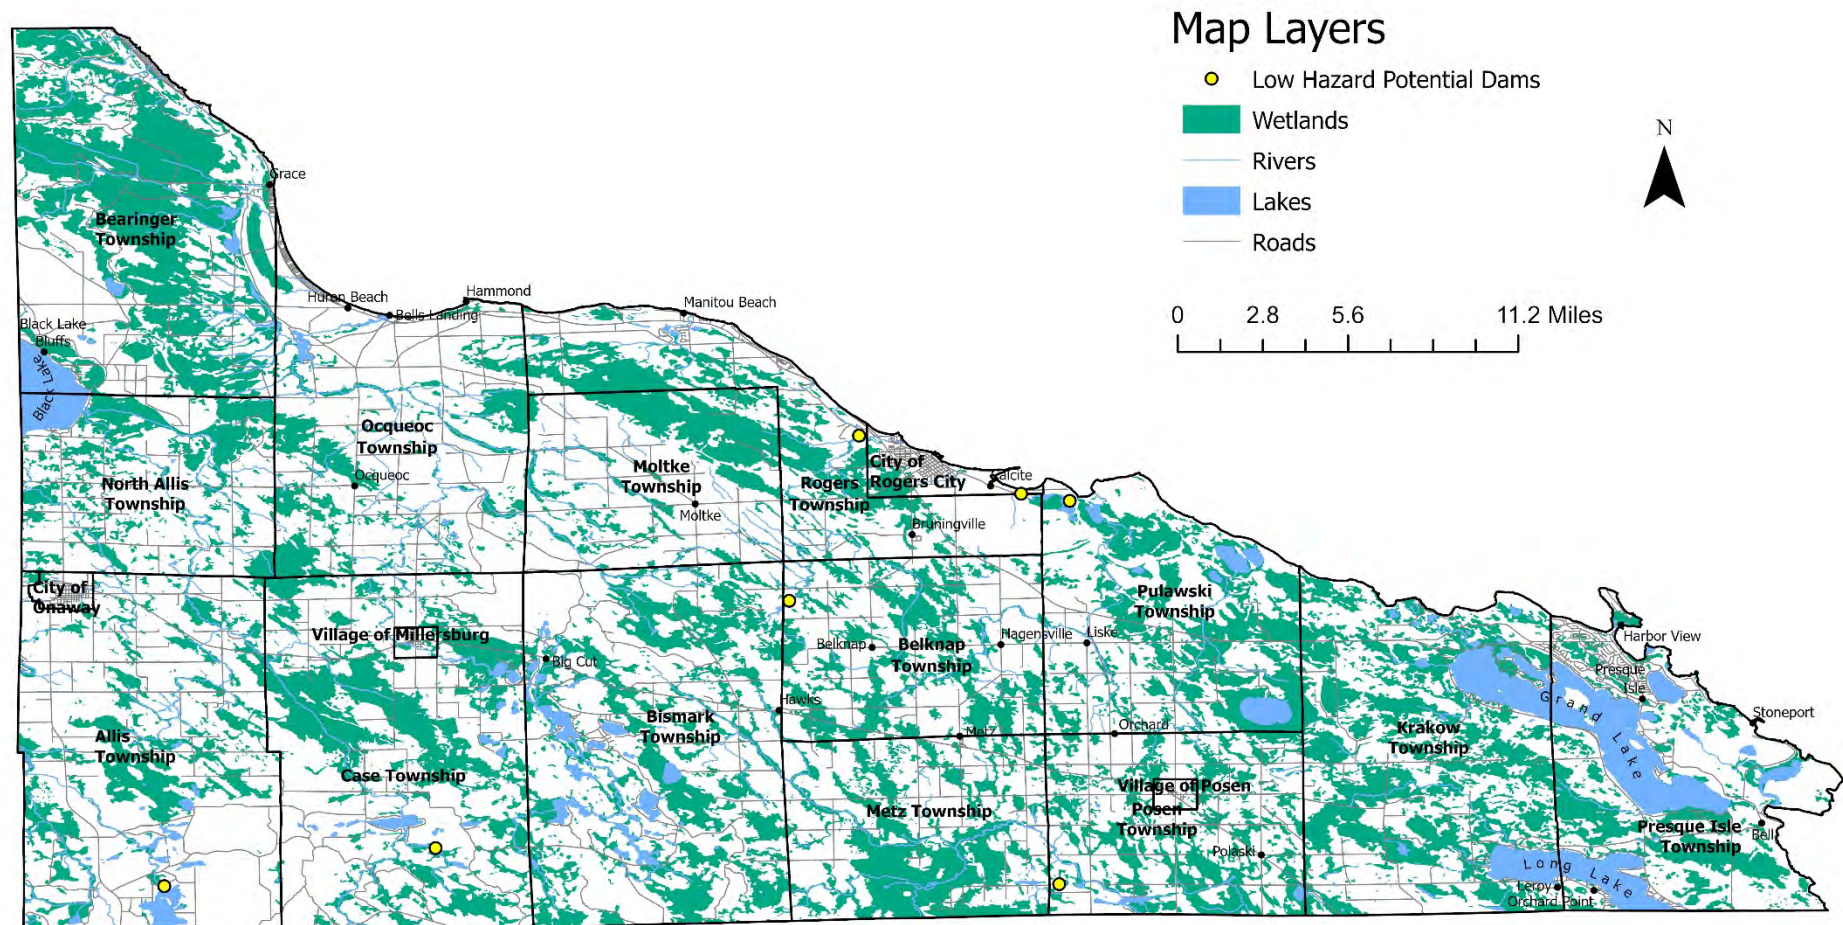 Map Layers
Low Hazard Potential Dams
Wetlands
Rivers
Lakes
Roads
N
0 2.8 5.6 11.2 Miles
Grace
Bearinger
Township
Huron Beach
Bells Landing
Hammond
Manitou Beach
Black Lake
Bluffs
Black Lake
Ocqueoc
Township
Ocqueoc
North Allis
Township
Moltke
Township
Moltke
Rogers
Township
City of
Rogers City
Calcite
Bruningville
City of
Onaway
Village of Millersburg
Big Cut
Pulawski
Township
Belknap
Belknap
Township
Hagensville
Liske
Harbor View
Presque
Isle
Grand Lake
Stoneport
Hawks
Bismark
Township
Metz
Orchard
Krakow
Township
Allis
Township
Case Township
Village of Posen
Posen
Township
Metz Township
Presque Isle
Township
Bell
Polaski
Long Lake
Leroy
Orchard Point